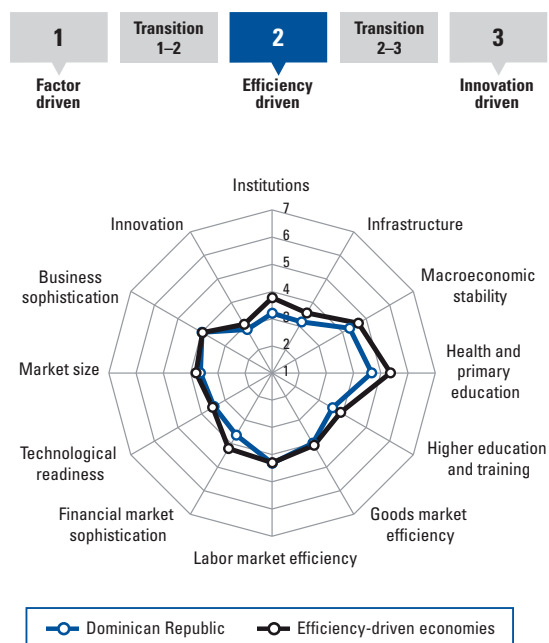 1
Transition
1–2
2
Transition
2–3
3
Factor
driven
Efficiency
driven
Innovation
driven
Institutions
7
Innovation
Infrastructure
6
5
Business
sophistication
Macroeconomic
stability
4
3
2
Market size
1
Health and
primary
education
Technological
readiness
Higher education
and training
Financial market
sophistication
Goods market
efficiency
Labor market efficiency
Dominican Republic
Efficiency-driven economies